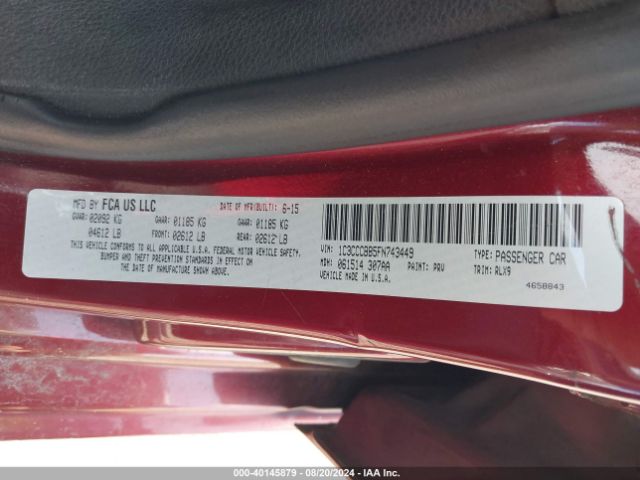 MFD BY FCA US LLC DATE OF MFR(BUILT): 6-15
GVWR: 02092 KG GAWR: 01185 KG GAWR: 01185 KG
04612 LB FRONT: 02612 LB REAR: 02612 LB
THIS VEHICLE CONFORMS TO ALL APPLICABLE U.S.A. FEDERAL MOTOR VEHICLE SAFETY,
BUMPER AND THEFT PREVENTION STANDARDS IN EFFECT ON
THE DATE OF MANUFACTURE SHOWN ABOVE.
VIN: 1C3CCCBB5FN743449 TYPE: PASSENGER CAR
MDH: 061514 307AA PAINT: PRV TRIM: RLX9
VEHICLE MADE IN U.S.A.
4658843
000-40145879 - 08/20/2024 - IAA Inc.